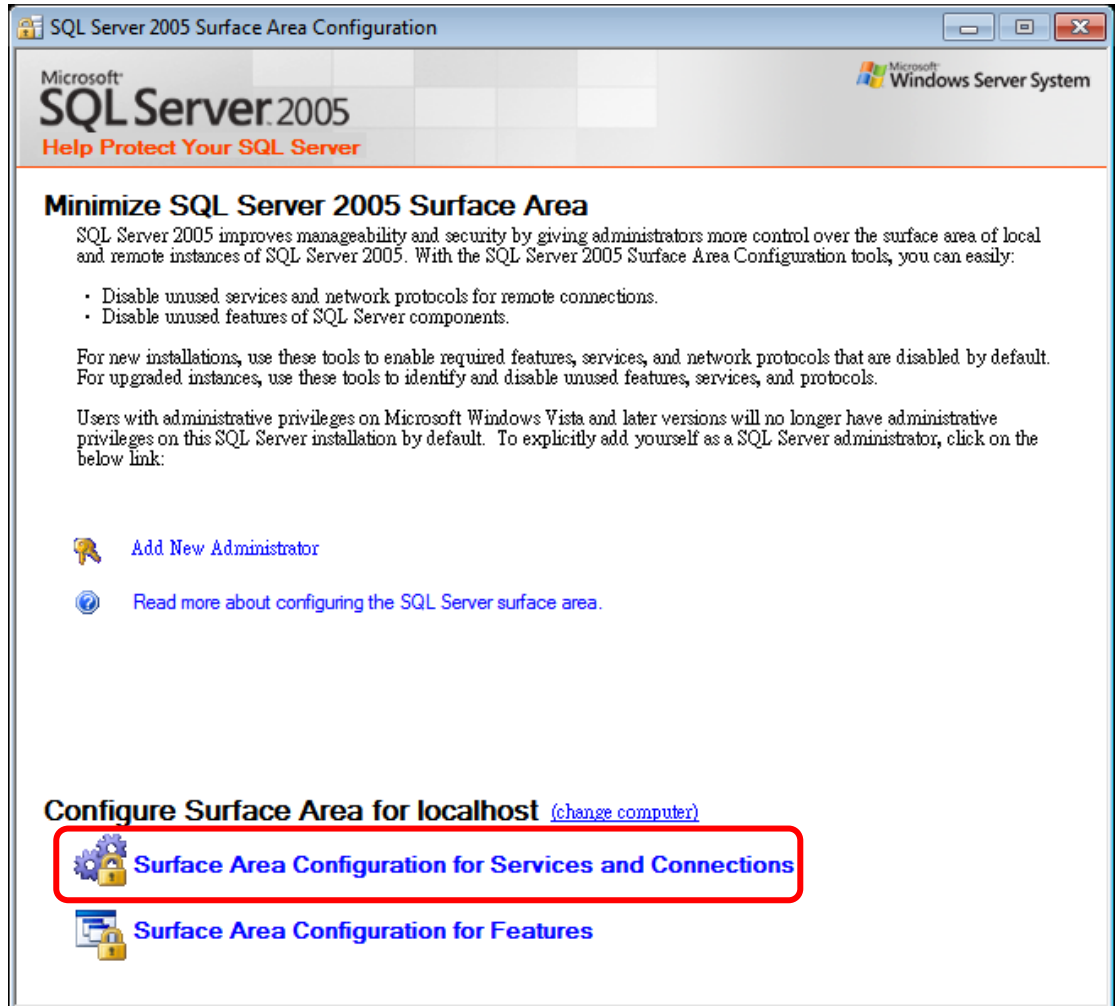 SQL Server 2005 Surface Area Configuration
Microsoft
SQL Server 2005
Help Protect Your SQL Server
Microsoft
Windows Server System
Minimize SQL Server 2005 Surface Area
SQL Server 2005 improves manageability and security by giving administrators more control over the surface area of local
and remote instances of SQL Server 2005. With the SQL Server 2005 Surface Area Configuration tools, you can easily:
• Disable unused services and network protocols for remote connections.
• Disable unused features of SQL Server components.
For new installations, use these tools to enable required features, services, and network protocols that are disabled by default.
For upgraded instances, use these tools to identify and disable unused features, services, and protocols.
Users with administrative privileges on Microsoft Windows Vista and later versions will no longer have administrative
privileges on this SQL Server installation by default. To explicitly add yourself as a SQL Server administrator, click on the
below link:
Add New Administrator
Read more about configuring the SQL Server surface area.
Configure Surface Area for localhost (change computer)
Surface Area Configuration for Services and Connections
Surface Area Configuration for Features